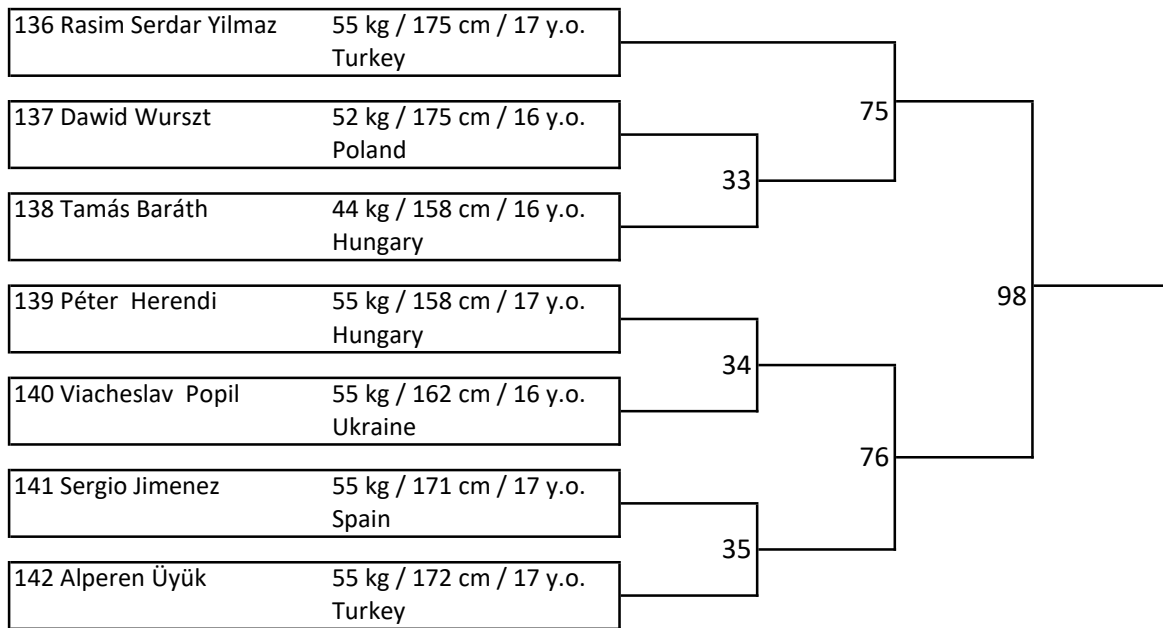 136 Rasim Serdar Yilmaz 55 kg / 175 cm / 17 y.o.
Turkey
75
137 Dawid Wurszt 52 kg / 175 cm / 16 y.o.
Poland
33
138 Tamás Baráth 44 kg / 158 cm / 16 y.o.
Hungary
139 Péter  Herendi 55 kg / 158 cm / 17 y.o.
98
Hungary
34
140 Viacheslav  Popil 55 kg / 162 cm / 16 y.o.
Ukraine
76
141 Sergio Jimenez 55 kg / 171 cm / 17 y.o.
Spain
35
142 Alperen Üyük 55 kg / 172 cm / 17 y.o.
Turkey